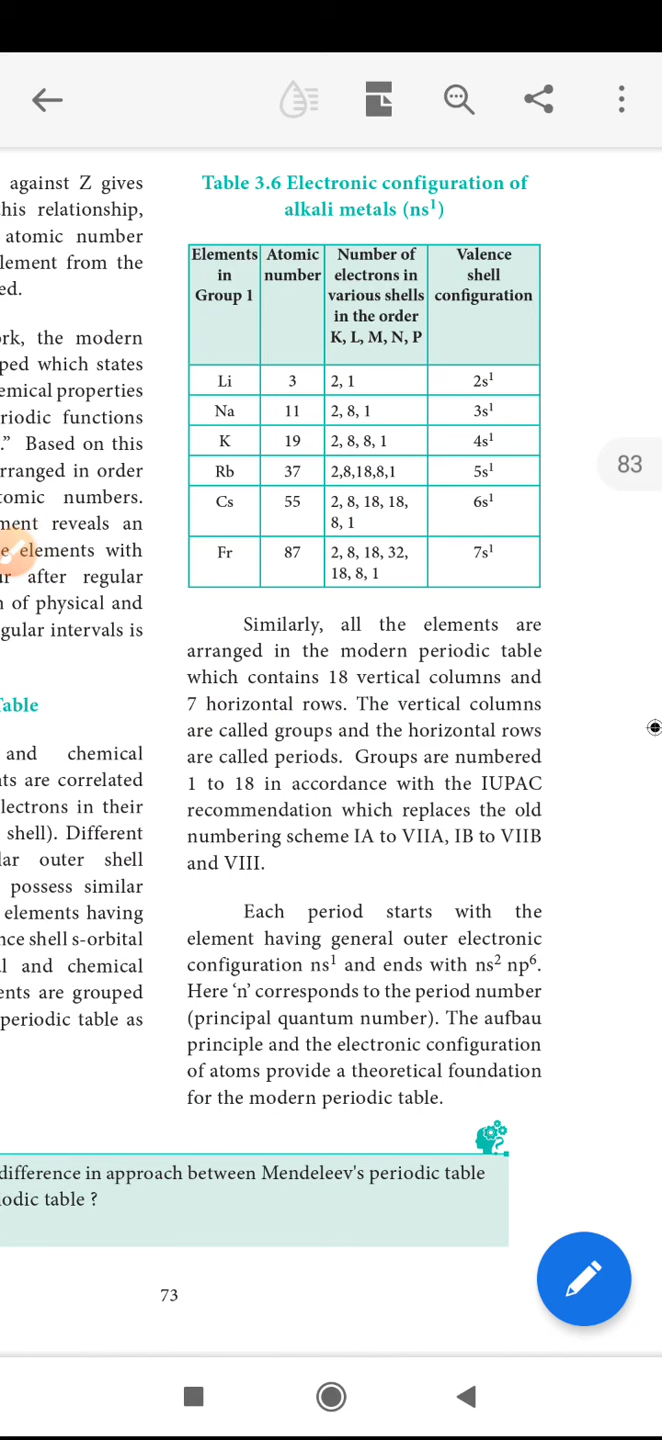 against Z gives
his relationship,
atomic number
lement from the
ed.
rk, the modern
ped which states
emical properties
riodic functions
.” Based on this
rranged in order
tomic numbers.
ment reveals an
e elements with
ur after regular
n of physical and
gular intervals is
Table
and chemical
nts are correlated
lectrons in their
shell). Different
lar outer shell
possess similar
elements having
nce shell s-orbital
l and chemical
ents are grouped
periodic table as
Table 3.6 Electronic configuration of
alkali metals (ns¹)
Elements in Group 1 | Atomic number | Number of electrons in various shells in the order K, L, M, N, P | Valence shell configuration
Li 3 2, 1 2s¹
Na 11 2, 8, 1 3s¹
K 19 2, 8, 8, 1 4s¹
Rb 37 2,8,18,8,1 5s¹
Cs 55 2, 8, 18, 18, 8, 1 6s¹
Fr 87 2, 8, 18, 32, 18, 8, 1 7s¹
83
Similarly, all the elements are
arranged in the modern periodic table
which contains 18 vertical columns and
7 horizontal rows. The vertical columns
are called groups and the horizontal rows
are called periods. Groups are numbered
1 to 18 in accordance with the IUPAC
recommendation which replaces the old
numbering scheme IA to VIIA, IB to VIIB
and VIII.
Each period starts with the
element having general outer electronic
configuration ns¹ and ends with ns² np⁶.
Here ‘n’ corresponds to the period number
(principal quantum number). The aufbau
principle and the electronic configuration
of atoms provide a theoretical foundation
for the modern periodic table.
difference in approach between Mendeleev's periodic table
iodic table ?
73